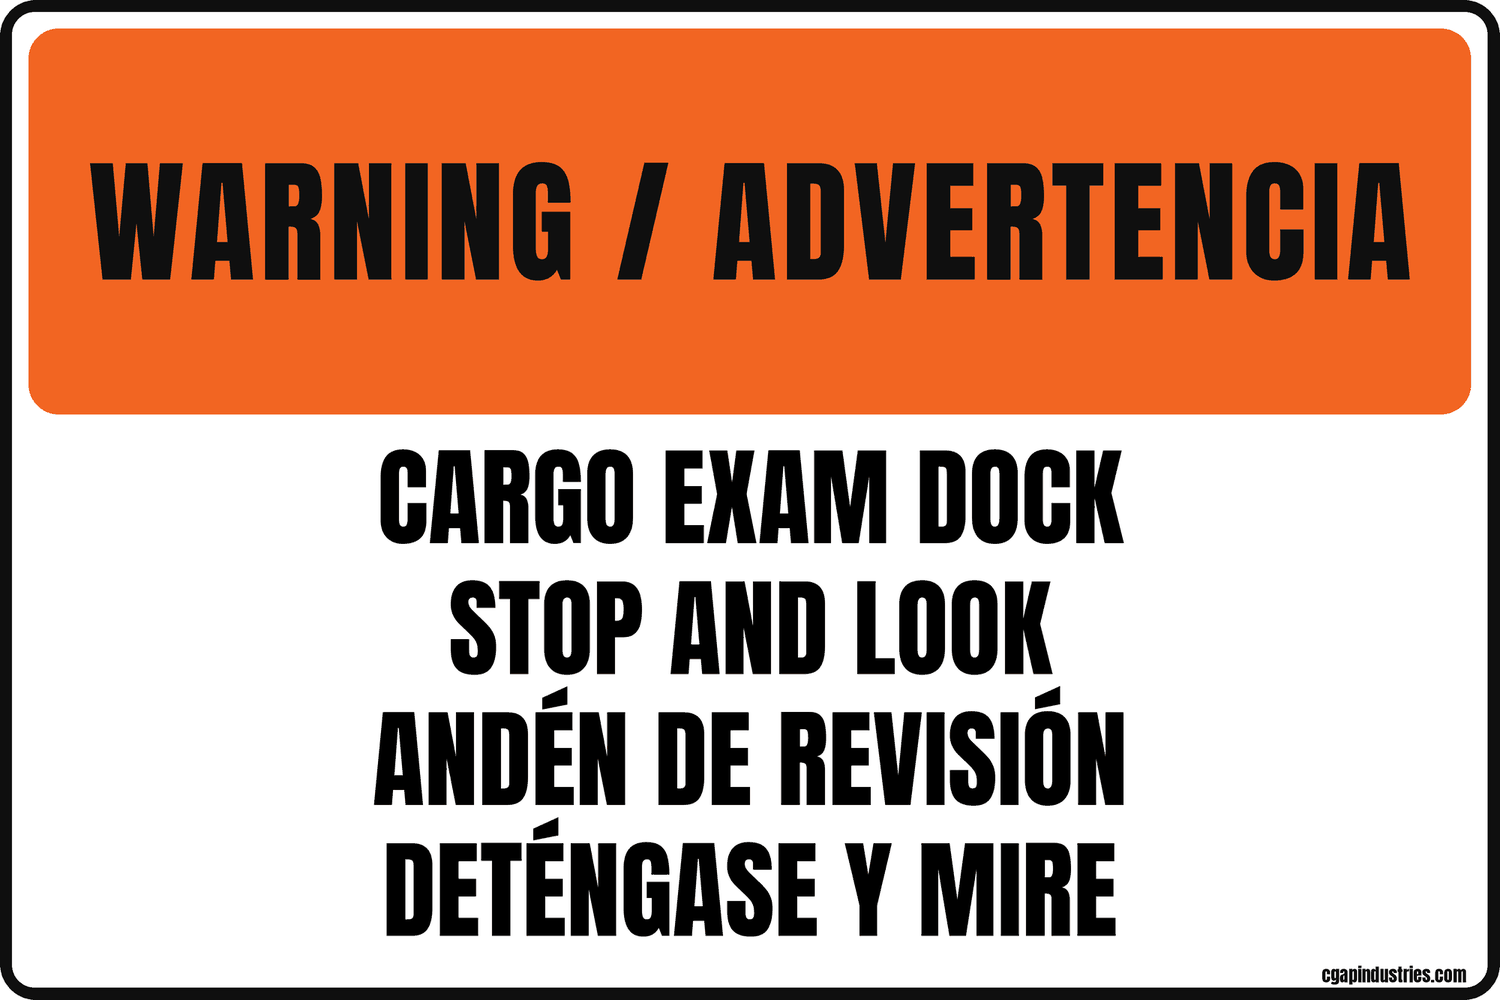 WARNING / ADVERTENCIA
CARGO EXAM DOCK
STOP AND LOOK
ANDÉN DE REVISIÓN
DETÉNGASE Y MIRE
cgapindustries.com